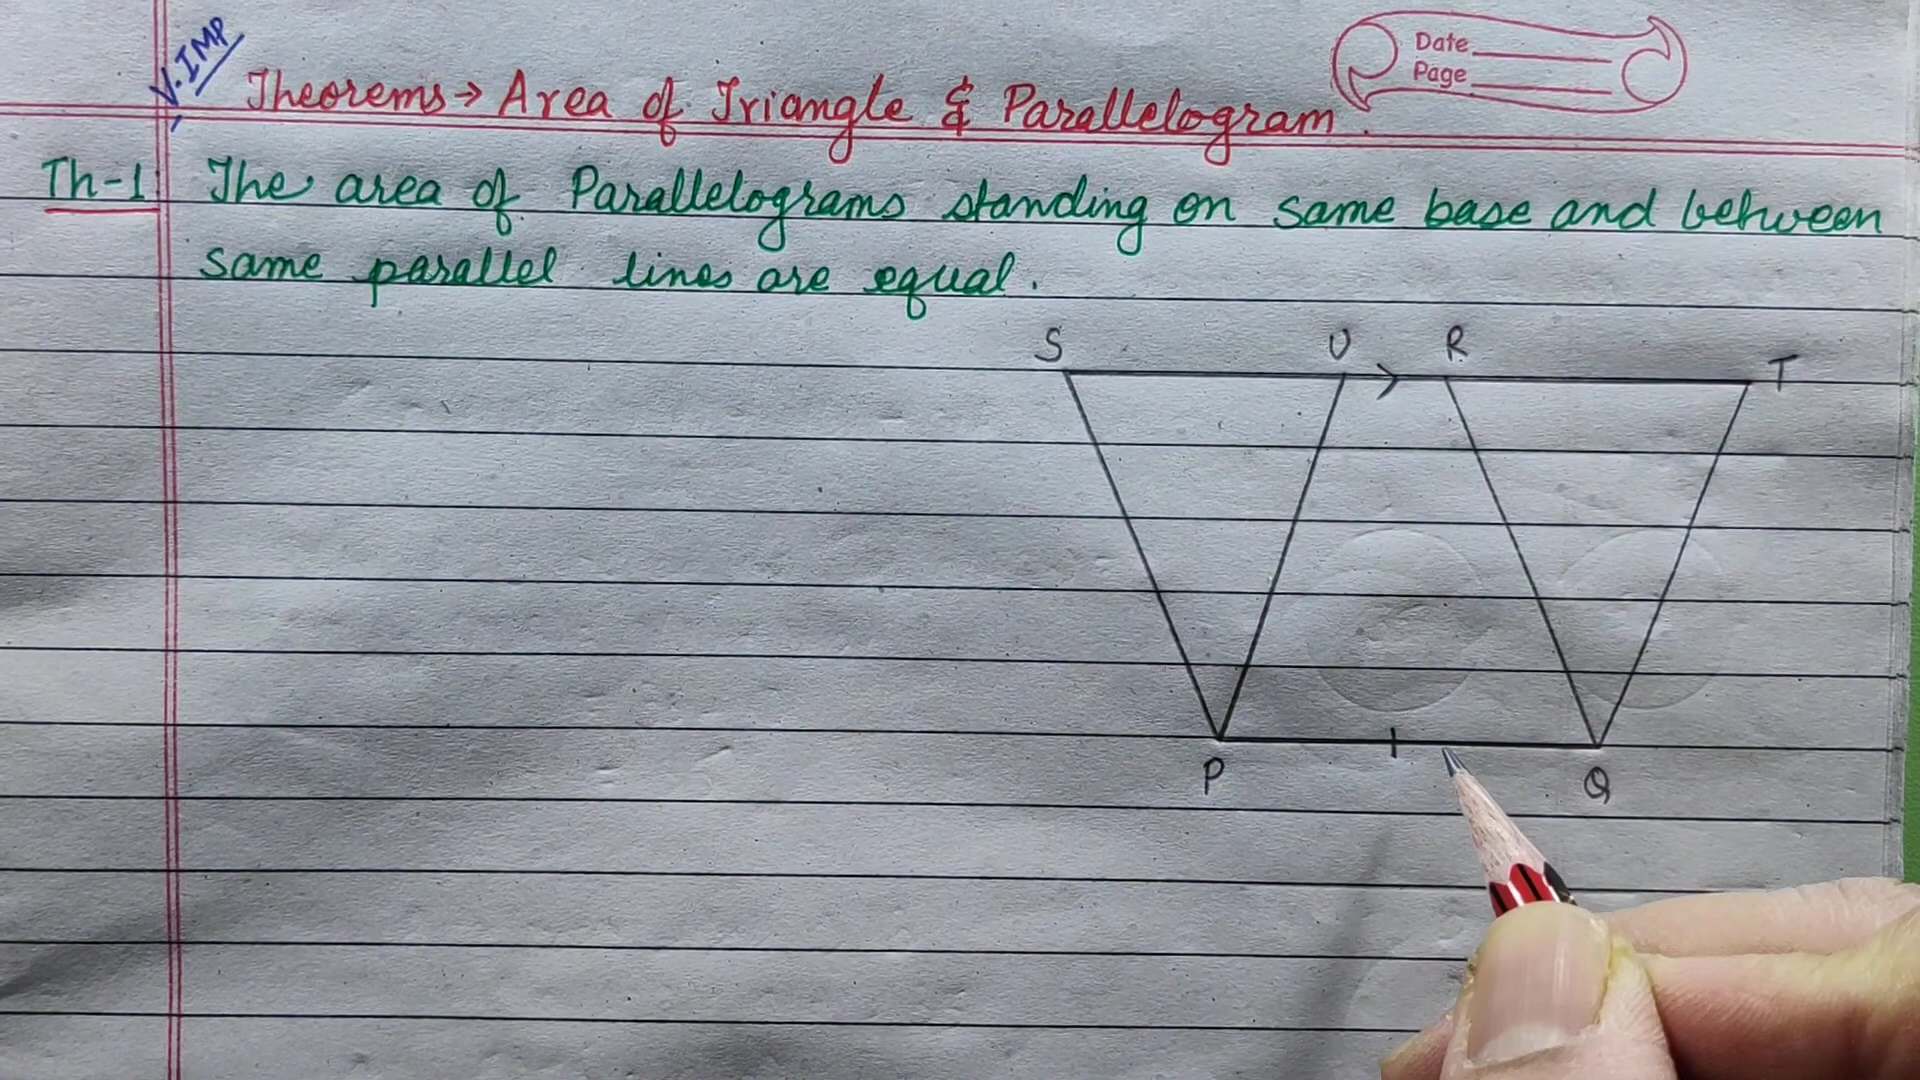 Date
Page
V.IMP
Theorems → Area of Triangle & Parallelogram.
Th-1 The area of Parallelograms standing on same base and between
same parallel lines are equal.
S U R T
P Q